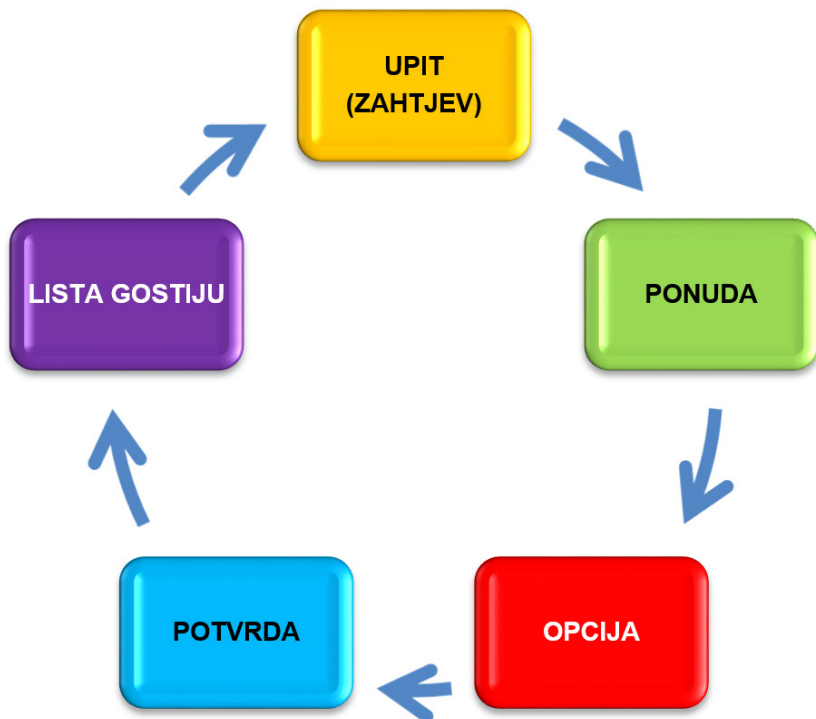 UPIT
(ZAHTJEV)
PONUDA
OPCIJA
POTVRDA
LISTA GOSTIJU